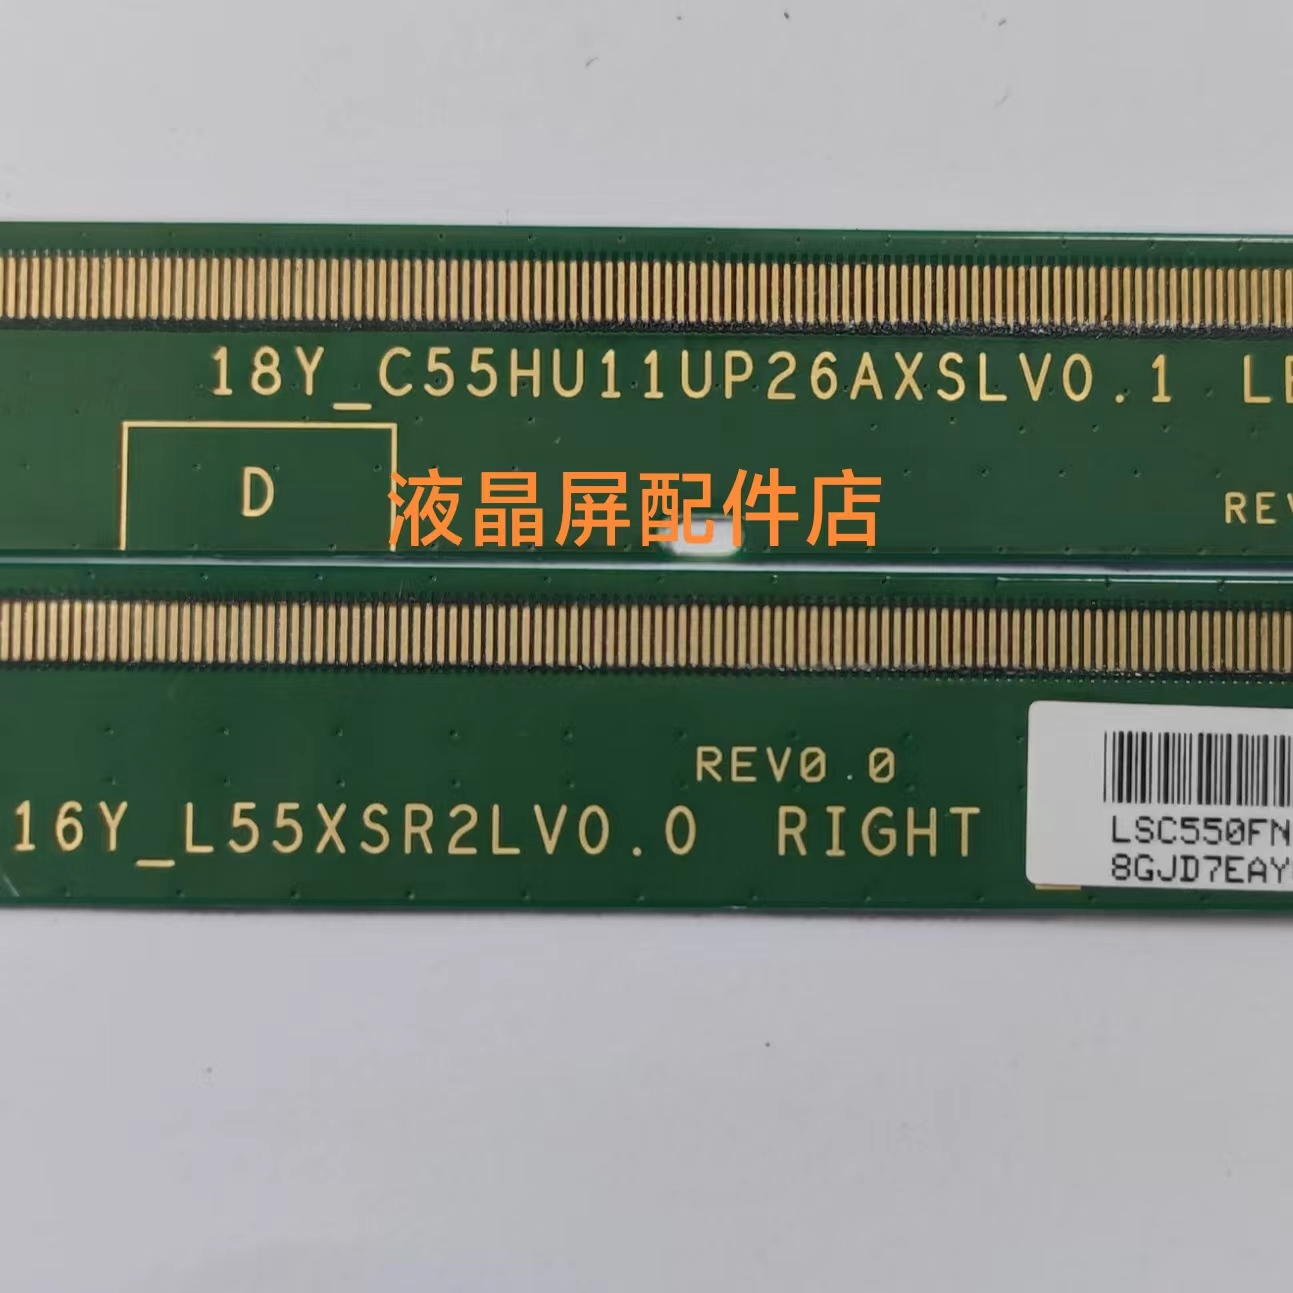 18Y_C55HU11UP26AXSLV0.1 LE
D
液晶屏配件店
REV
REV0.0
16Y_L55XSR2LV0.0 RIGHT
LSC550FN
8GJD7EAY